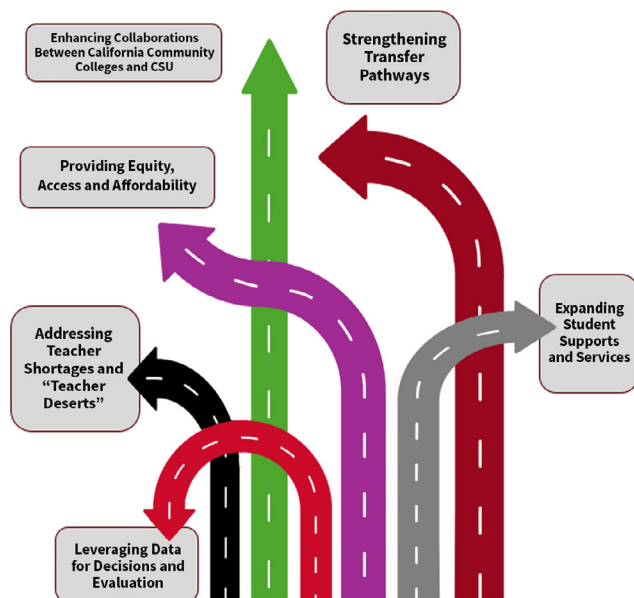 Enhancing Collaborations
Between California Community
Colleges and CSU
Strengthening
Transfer
Pathways
Providing Equity,
Access and Affordability
Expanding
Student
Supports
and Services
Addressing
Teacher
Shortages and
“Teacher
Deserts”
Leveraging Data
for Decisions and
Evaluation